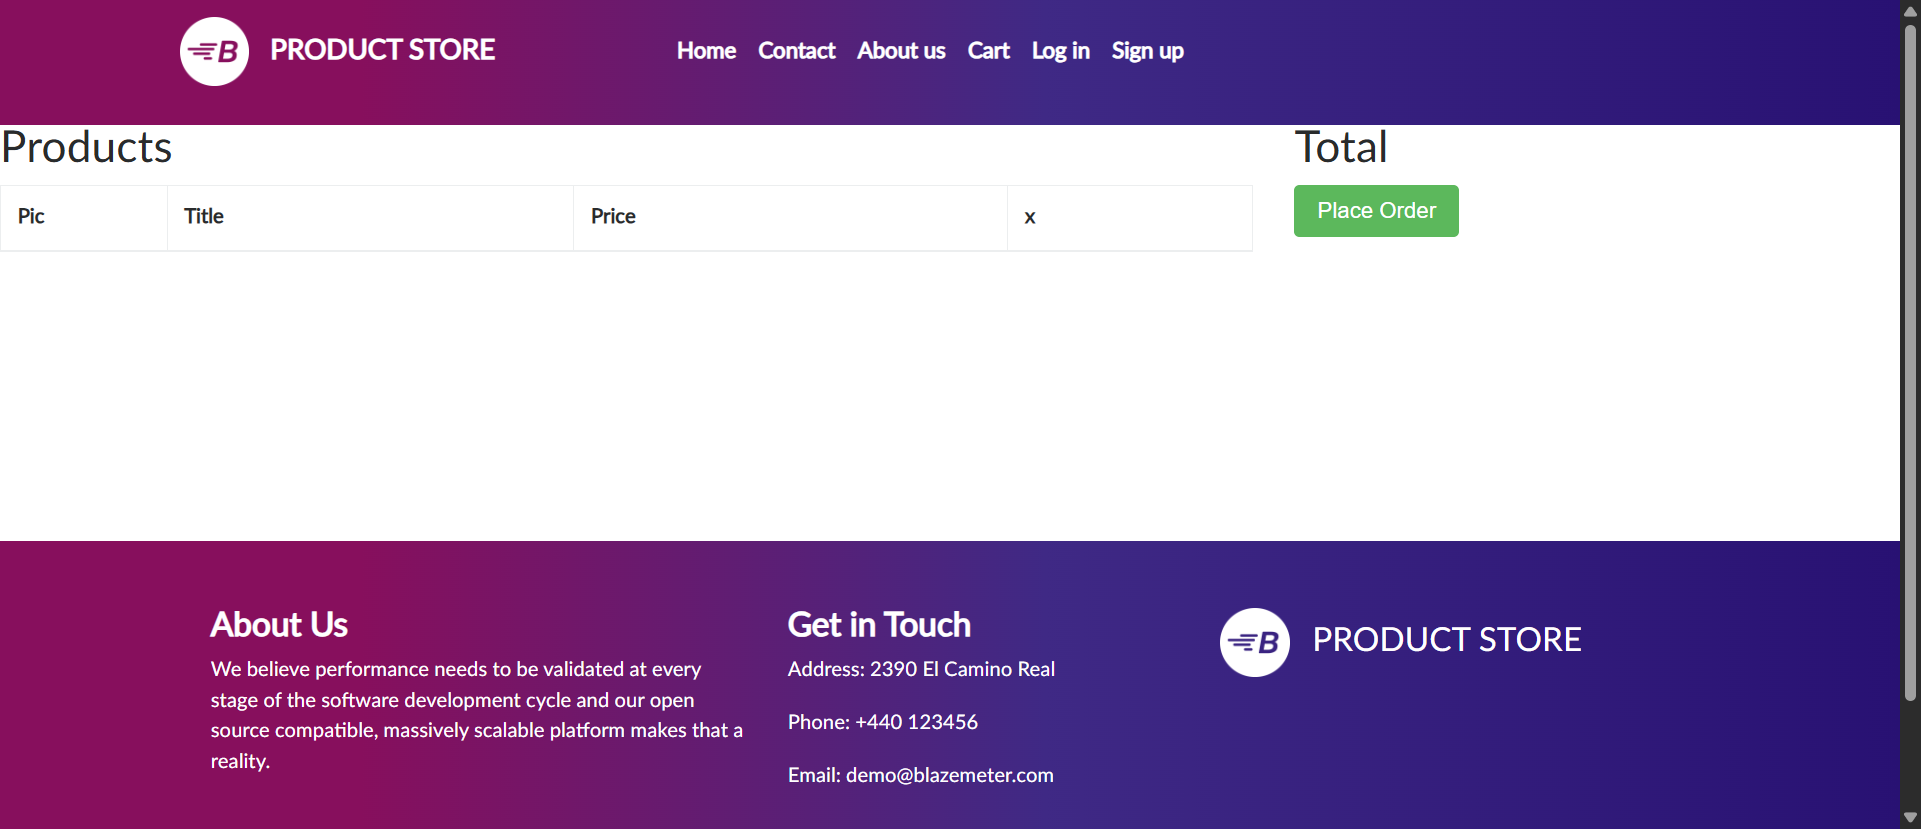 B PRODUCT STORE Home Contact About us Cart Log in Sign up
Products
Total
Pic Title Price x
Place Order
About Us
We believe performance needs to be validated at every
stage of the software development cycle and our open
source compatible, massively scalable platform makes that a
reality.
Get in Touch
Address: 2390 El Camino Real
Phone: +440 123456
Email: demo@blazemeter.com
B PRODUCT STORE